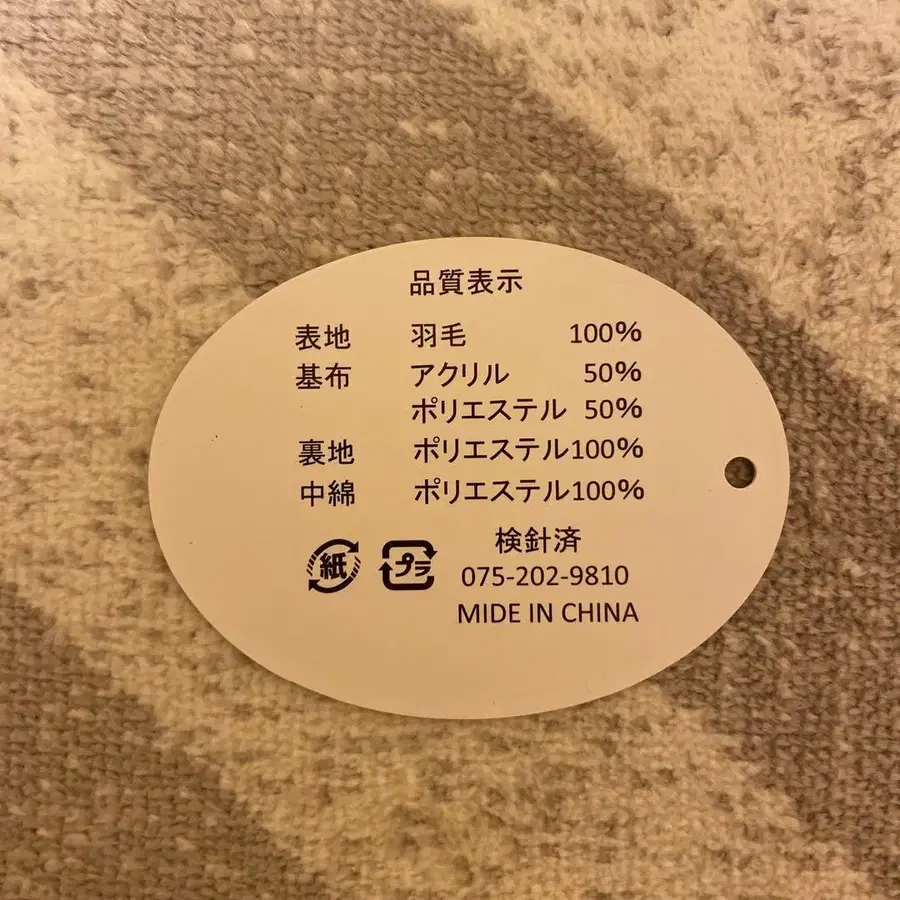 品質表示
表地 羽毛 100%
基布 アクリル 50%
ポリエステル 50%
裏地 ポリエステル100%
中綿 ポリエステル100%
紙 プラ 検針済
075-202-9810
MIDE IN CHINA